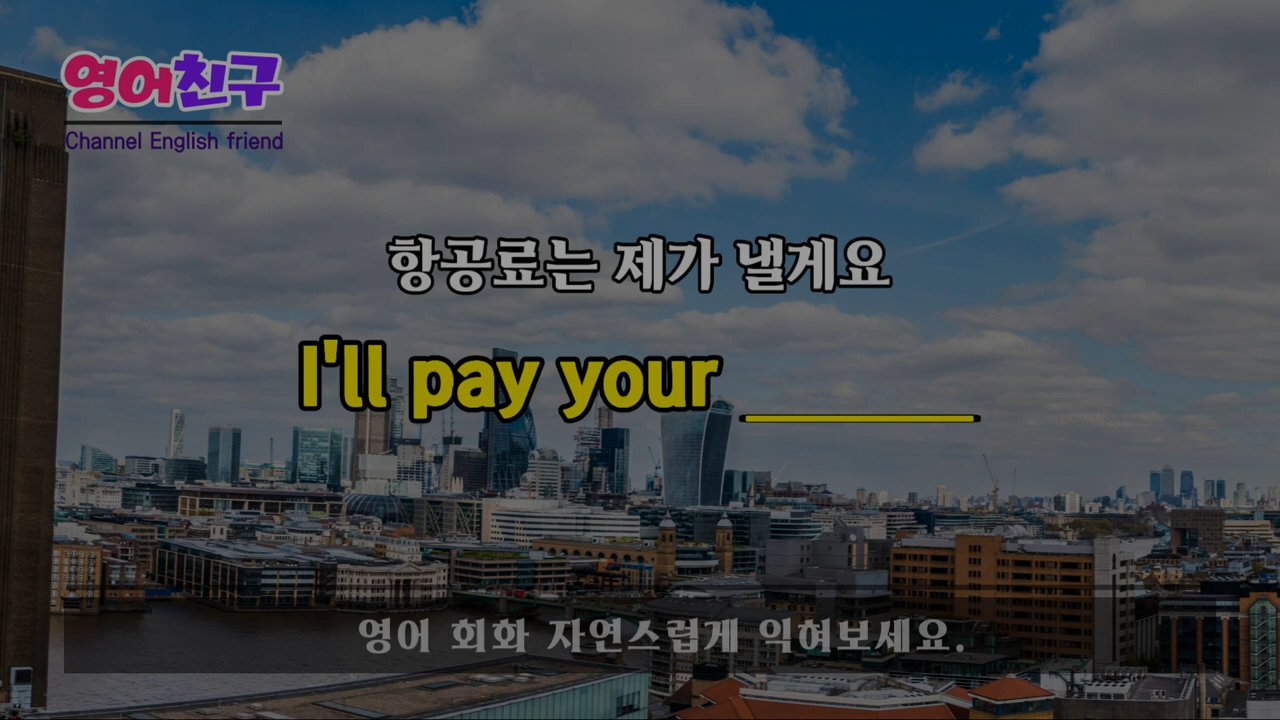 영어친구
Channel English friend
항공료는 제가 낼게요
I'll pay your ________
영어 회화 자연스럽게 익혀보세요.